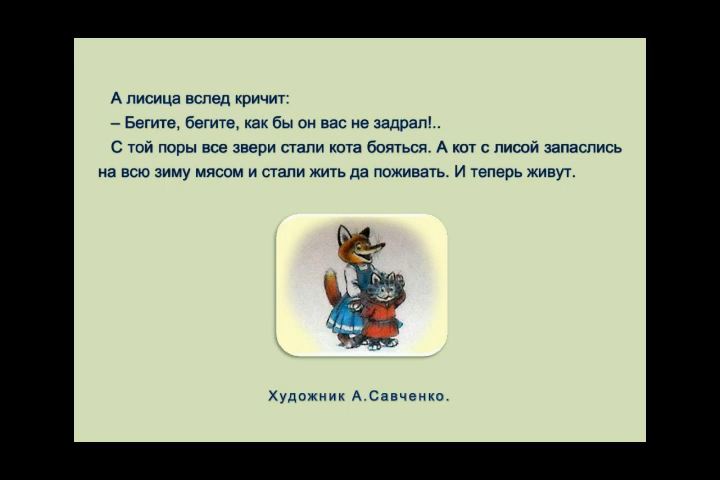 А лисица вслед кричит:
– Бегите, бегите, как бы он вас не задрал!..
С той поры все звери стали кота бояться. А кот с лисой запаслись
на всю зиму мясом и стали жить да поживать. И теперь живут.
Художник А.Савченко.